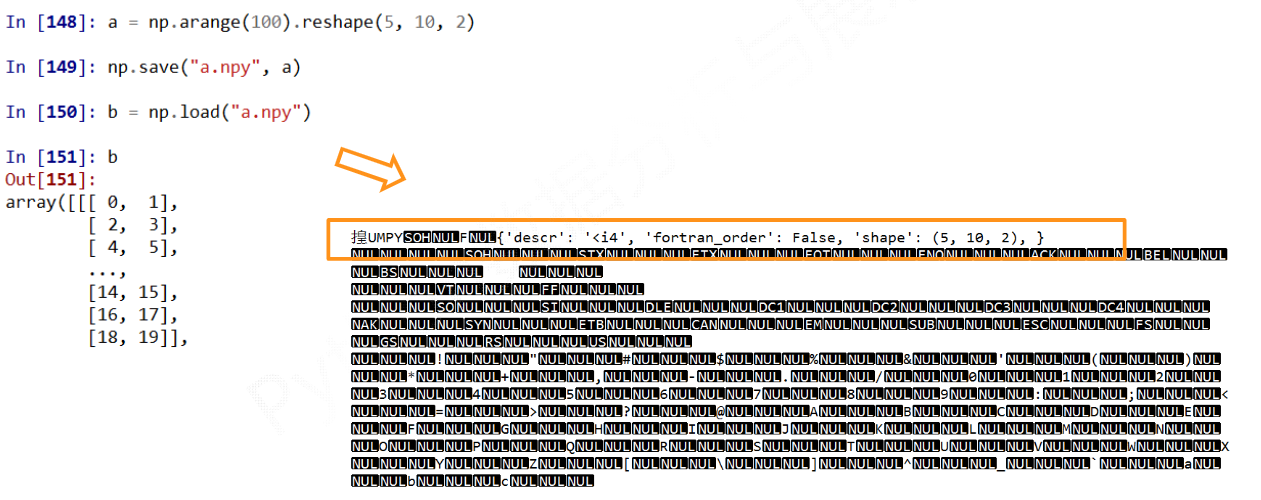 In [148]: a = np.arange(100).reshape(5, 10, 2)
In [149]: np.save("a.npy", a)
In [150]: b = np.load("a.npy")
In [151]: b
Out[151]:
array([[[ 0, 1],
[ 2, 3],
[ 4, 5],
...,
[14, 15],
[16, 17],
[18, 19]],
揑UMPYSOHNULFNUL{'descr': '<i4', 'fortran_order': False, 'shape': (5, 10, 2), }
NULNULNULNULSOHNULNULNULSTXNULNULNULETXNULNULNULEOTNULNULNULENQNULNULNULACKNULNULNULBELNULNUL
NULBSNULNULNUL NULNULNUL
NULNULNULVTNULNULNULFFNULNULNUL
NULNULNULSONULNULNULSINULNULNULDLENULNULNULDC1NULNULNULDC2NULNULNULDC3NULNULNULDC4NULNULNUL
NAKNULNULNULSYNNULNULNULETBNULNULNULCANNULNULNULEMNULNULNULSUBNULNULNULESCNULNULNULFSNULNUL
NULGSNULNULNULRSNULNULNULUSNULNULNUL
NULNULNUL!NULNULNUL"NULNULNUL#NULNULNUL$NULNULNUL%NULNULNUL&NULNULNUL'NULNULNUL(NULNULNUL)NUL
NULNUL*NULNULNUL+NULNULNUL,NULNULNUL-NULNULNUL.NULNULNUL/NULNULNUL0NULNULNUL1NULNULNUL2NULNUL
NUL3NULNULNUL4NULNULNUL5NULNULNUL6NULNULNUL7NULNULNUL8NULNULNUL9NULNULNUL:NULNULNUL;NULNULNUL<
NULNULNUL=NULNULNUL>NULNULNUL?NULNULNUL@NULNULNULANULNULNULBNULNULNULCNULNULNULDNULNULNULENUL
NULNULFNULNULNULGNULNULNULHNULNULNULINULNULNULJNULNULNULKNULNULNULLNULNULNULMNULNULNULNNULNUL
NULONULNULNULPNULNULNULQNULNULNULRNULNULNULSNULNULNULTNULNULNULUNULNULNULVNULNULNULWNULNULNULX
NULNULNULYNULNULNULZNULNULNUL[NULNULNUL\NULNULNUL]NULNULNUL^NULNULNUL_NULNULNUL`NULNULNULaNUL
NULNULbNULNULNULcNULNULNUL